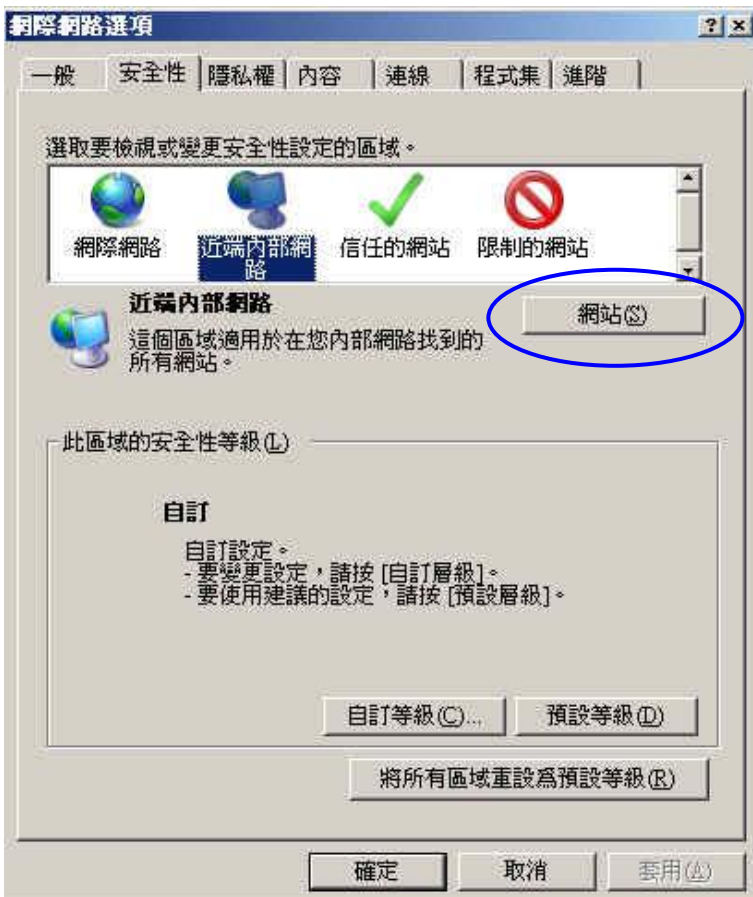 網際網路選項
一般 安全性 隱私權 內容 連線 程式集 進階
選取要檢視或變更安全性設定的區域。
網際網路 近端內部網路 信任的網站 限制的網站
近端內部網路
網站(S)
這個區域適用於在您內部網路找到的
所有網站。
此區域的安全性等級(L)
自訂
自訂設定。
- 要變更設定，請按 [自訂層級]。
- 要使用建議的設定，請按 [預設層級]。
自訂等級(C)... 預設等級(D)
將所有區域重設為預設等級(R)
確定 取消 套用(A)